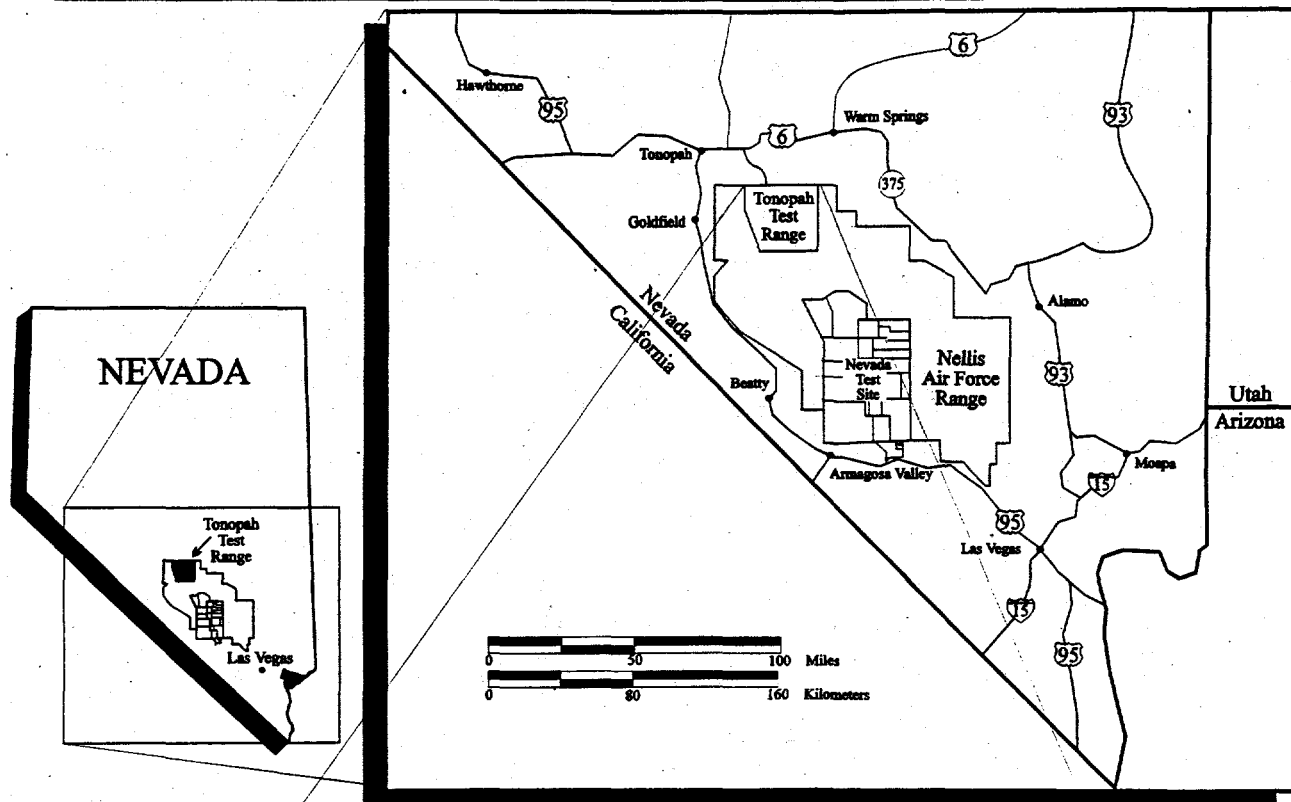 6
Hawthorne
95
93
Warm Springs
6
Tonopah
375
Tonopah
Test
Range
Goldfield
Nevada
California
Alamo
NEVADA
Nellis
Air Force
Range
Nevada
Test
Site
93
Beatty
Utah
Arizona
Armagosa Valley
Moapa
15
95
Las Vegas
Tonopah
Test
Range
15
Las Vegas
95
0 50 100 Miles
0 80 160 Kilometers